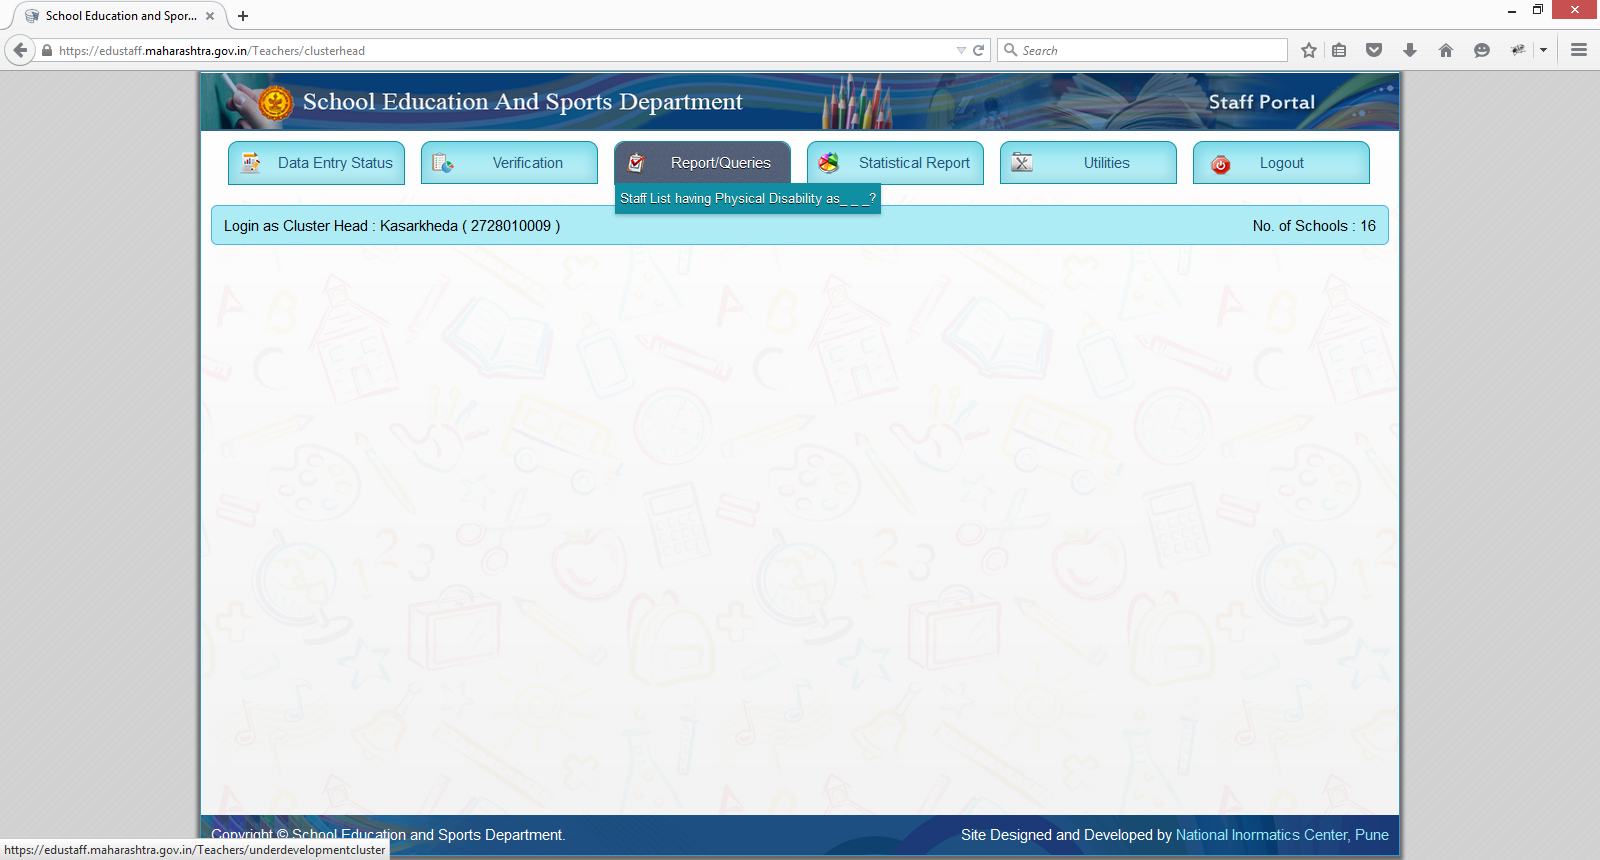 School Education and Spor...
https://edustaff.maharashtra.gov.in/Teachers/clusterhead
Search
School Education And Sports Department
Staff Portal
Data Entry Status
Verification
Report/Queries
Statistical Report
Utilities
Logout
Staff List having Physical Disability as_ _ _?
Login as Cluster Head : Kasarkheda ( 2728010009 )
No. of Schools : 16
Copyright © School Education and Sports Department.
Site Designed and Developed by National Inormatics Center, Pune
https://edustaff.maharashtra.gov.in/Teachers/underdevelopmentcluster